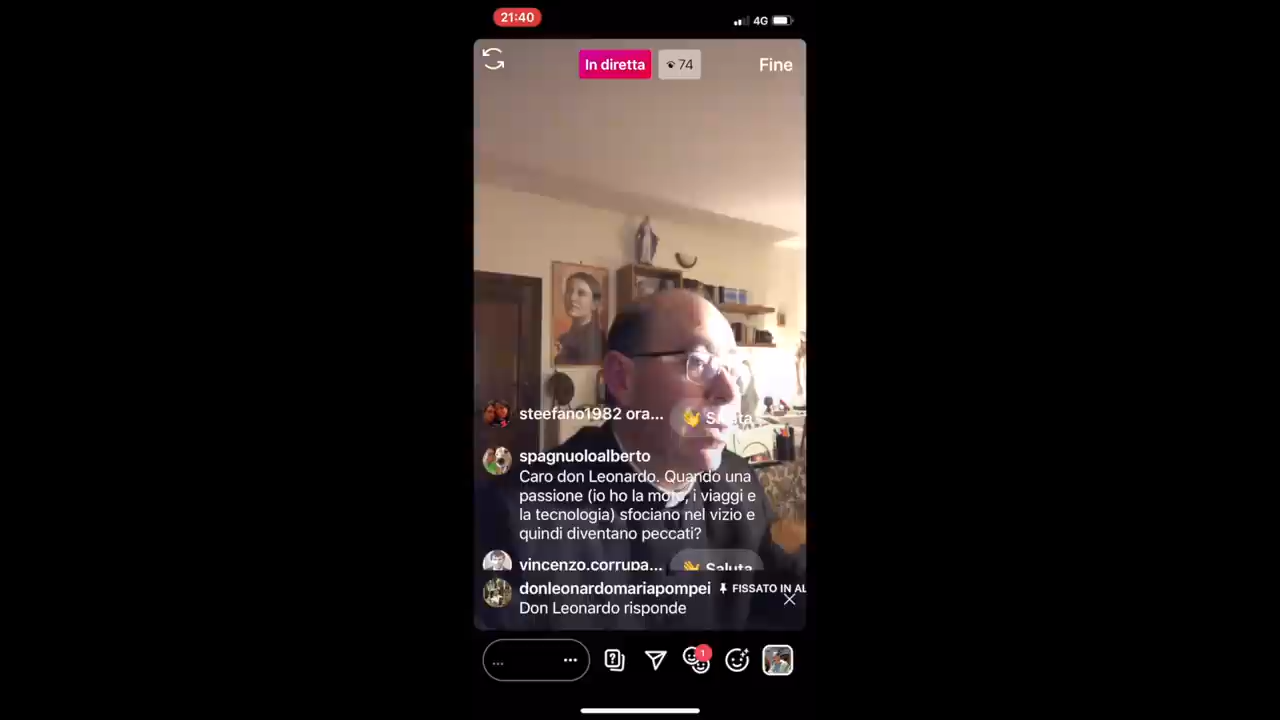 21:40
4G
In diretta
74
Fine
steefano1982 ora...
spagnuoloalberto
Caro don Leonardo. Quando una
passione (io ho la moto, i viaggi e
la tecnologia) sfociano nel vizio e
quindi diventano peccati?
vincenzo.corrupa...
Saluta
donleonardomariapompei
FISSATO IN AL
Don Leonardo risponde
...
1